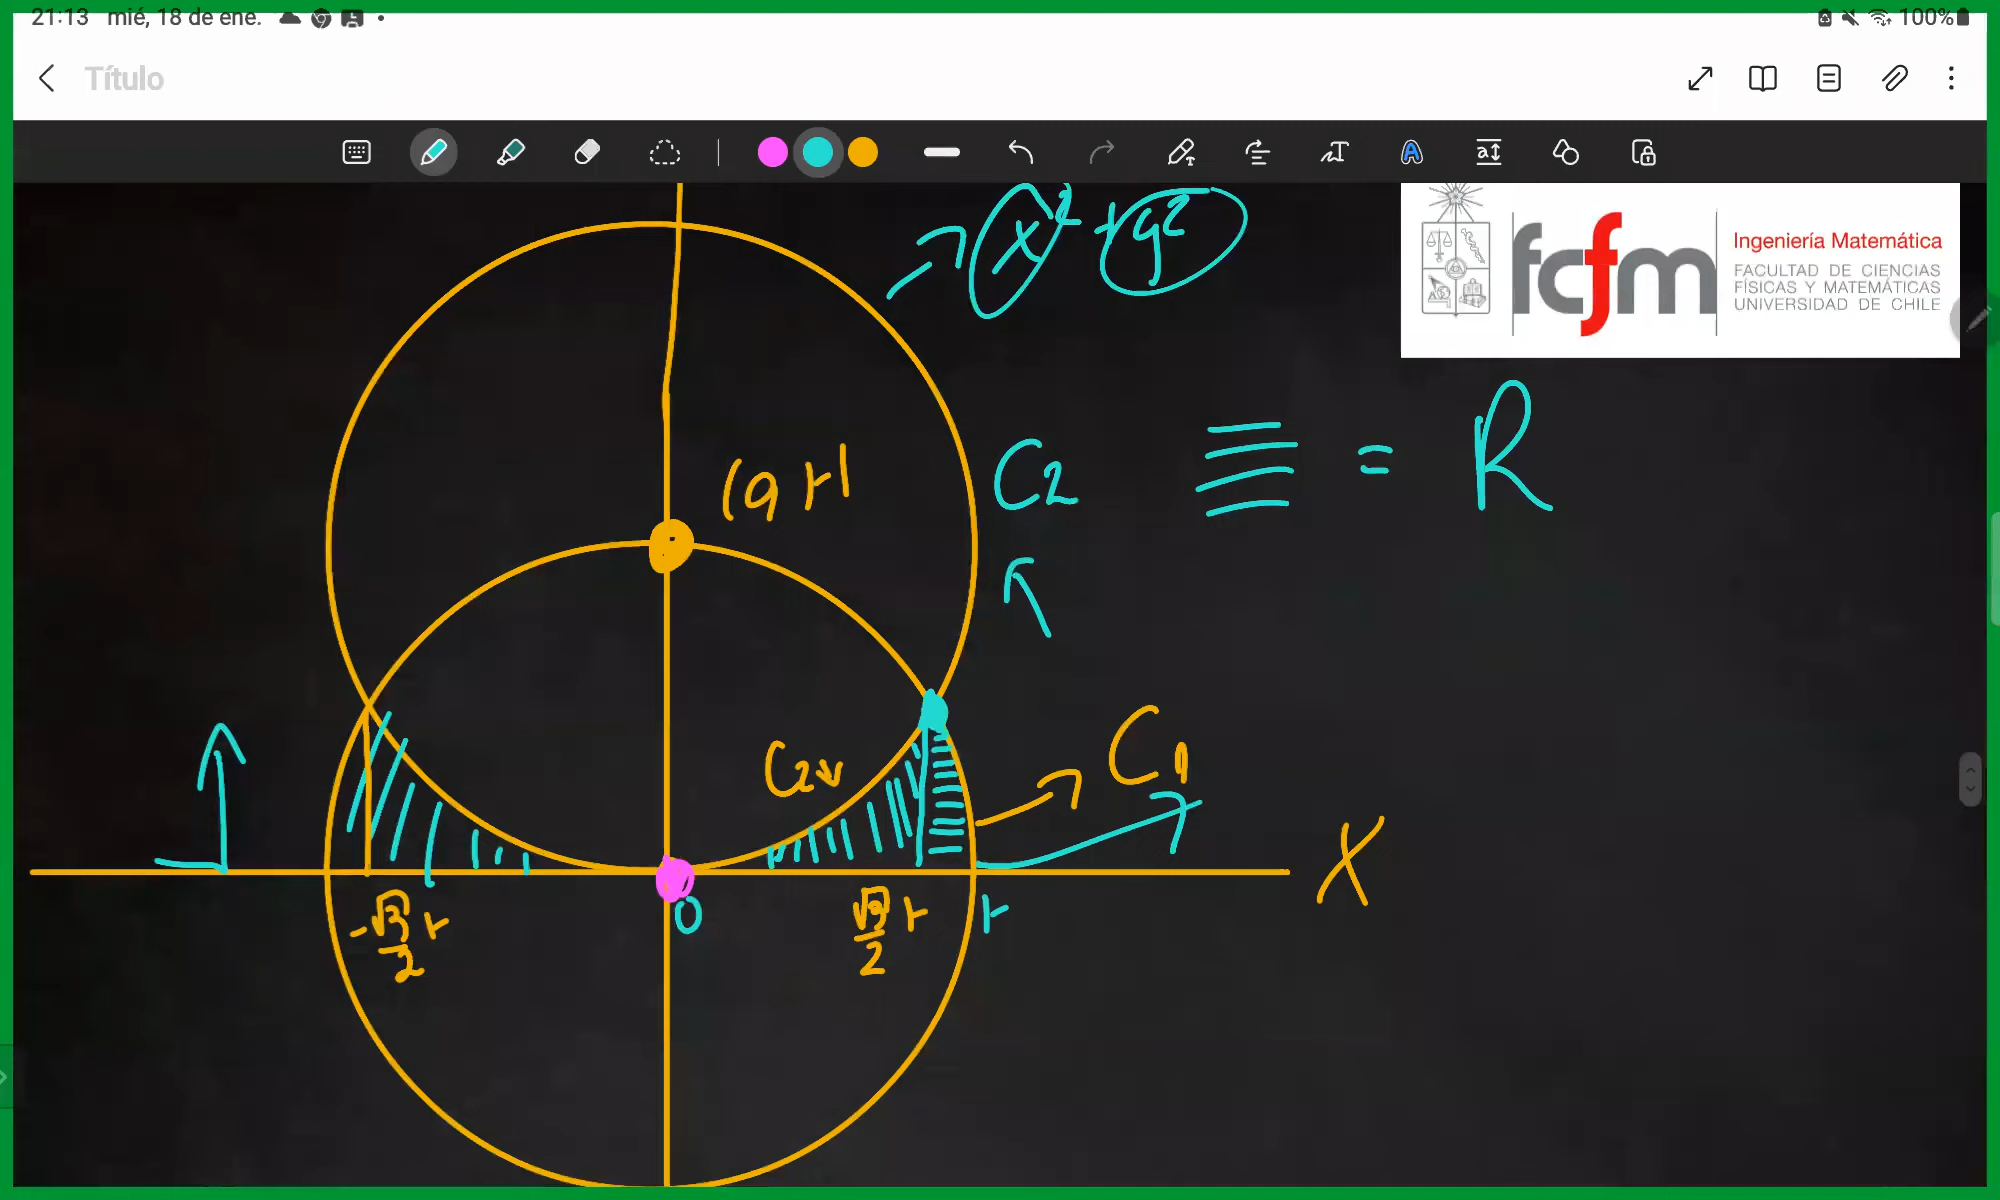 21:13 mié, 18 de ene.
100%
Título
x² + y²
fcfm
Ingeniería Matemática
FACULTAD DE CIENCIAS
FÍSICAS Y MATEMÁTICAS
UNIVERSIDAD DE CHILE
C2 ≡ = R
(0, r)
C2v
C1
X
-√3/2 r
0
√3/2 r
r